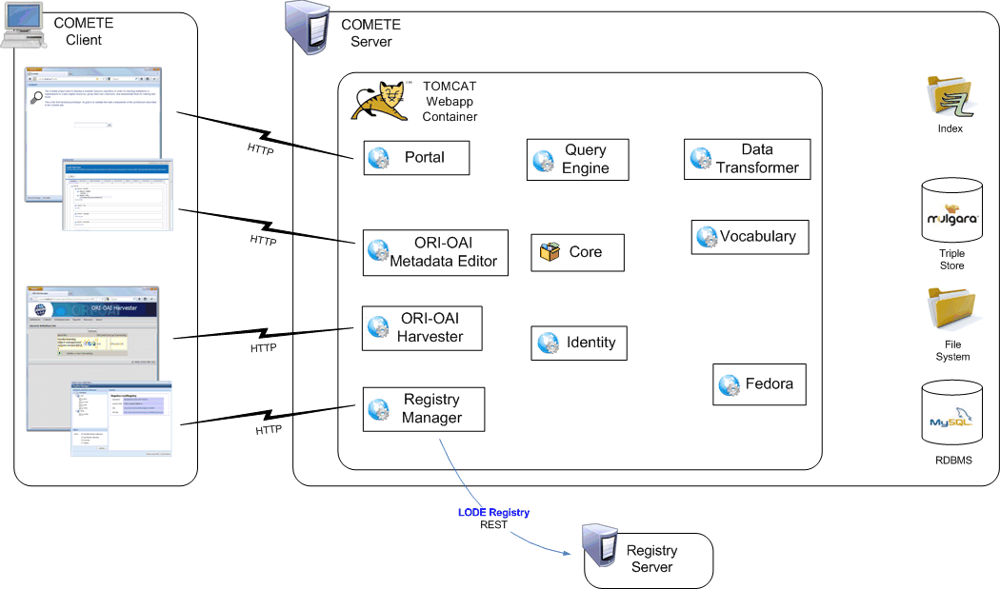 COMETE
Client
COMETE
Server
TOMCAT
Webapp
Container
TM
Index
HTTP
Portal
Query
Engine
Data
Transformer
mulgara
Triple
Store
HTTP
ORI-OAI
Metadata Editor
Core
Vocabulary
ORI-OAI Harvester
HTTP
ORI-OAI
Harvester
Identity
File
System
Fedora
HTTP
Registry
Manager
MySQL
RDBMS
LODE Registry
REST
Registry
Server